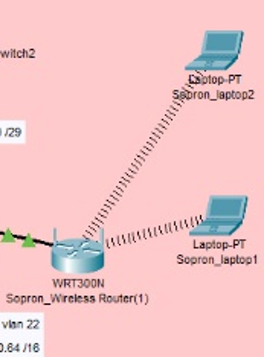 witch2
Laptop-PT
Sopron_laptop2
/29
Laptop-PT
Sopron_laptop1
WRT300N
Sopron_Wireless Router(1)
vlan 22
0.64 /16